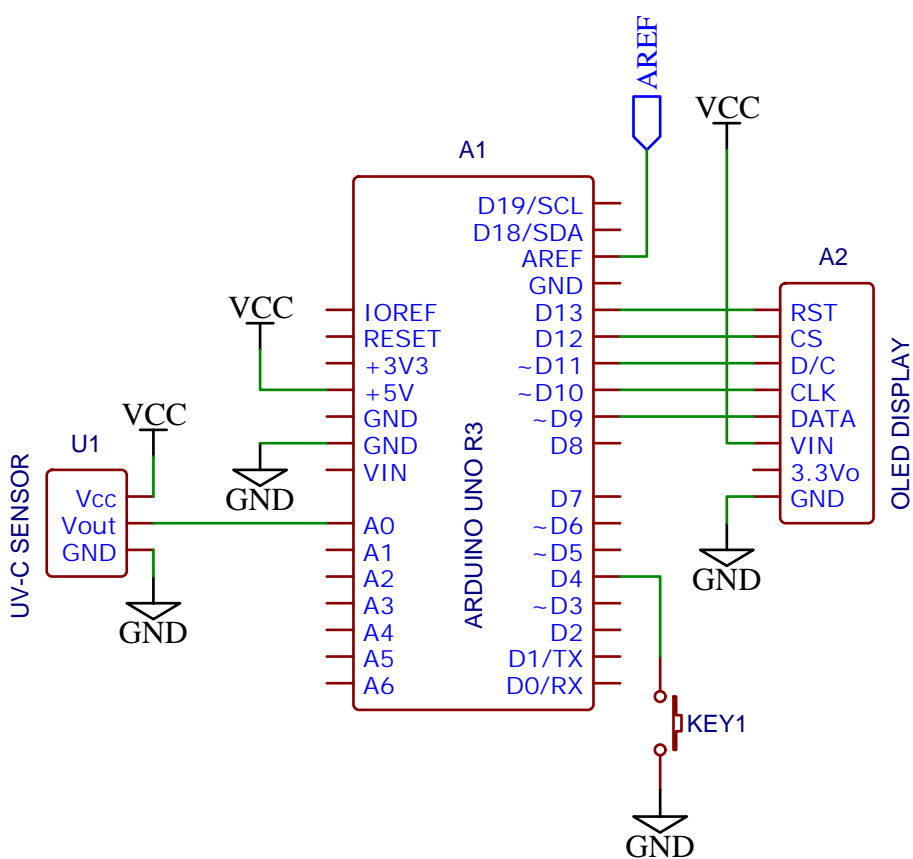 AREF
VCC
A1
D19/SCL
D18/SDA
AREF
GND
D13
D12
~D11
~D10
~D9
D8
D7
~D6
~D5
D4
~D3
D2
D1/TX
D0/RX
IOREF
RESET
+3V3
+5V
GND
GND
VIN
A0
A1
A2
A3
A4
A5
A6
ARDUINO UNO R3
VCC
GND
VCC
U1
Vcc
Vout
GND
UV-C SENSOR
GND
A2
RST
CS
D/C
CLK
DATA
VIN
3.3Vo
GND
OLED DISPLAY
GND
KEY1
GND